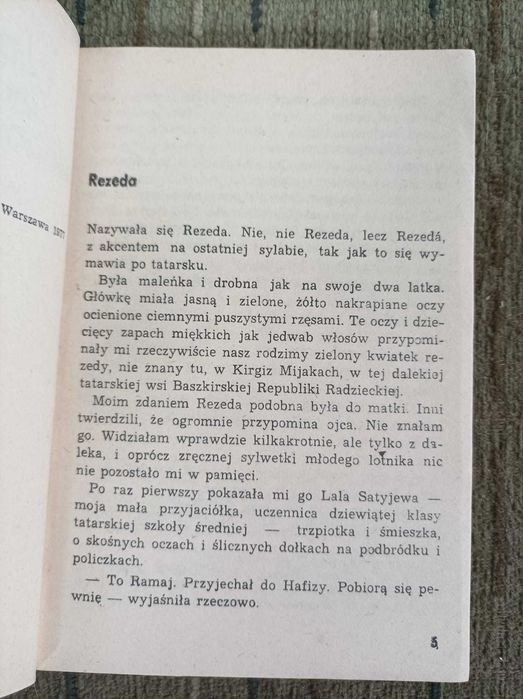 Warszawa 1977
Rezeda
Nazywała się Rezeda. Nie, nie Rezeda, lecz Rezedá,
z akcentem na ostatniej sylabie, tak jak to się wy-
mawia po tatarsku.
Była maleńka i drobna jak na swoje dwa latka.
Główkę miała jasną i zielone, żółto nakrapiane oczy
ocienione ciemnymi puszystymi rzęsami. Te oczy i dzie-
cięcy zapach miękkich jak jedwab włosów przypomi-
nały mi rzeczywiście nasz rodzimy zielony kwiatek re-
zedy, nie znany tu, w Kirgiz Mijakach, w tej dalekiej
tatarskiej wsi Baszkirskiej Republiki Radzieckiej.
Moim zdaniem Rezeda podobna była do matki. Inni
twierdzili, że ogromnie przypomina ojca. Nie znałam
go. Widziałam wprawdzie kilkakrotnie, ale tylko z da-
leka, i oprócz zręcznej sylwetki młodego lotnika nic
nie pozostało mi w pamięci.
Po raz pierwszy pokazała mi go Lala Satyjewa —
moja mała przyjaciółka, uczennica dziewiątej klasy
tatarskiej szkoły średniej — trzpiotka i śmieszka,
o skośnych oczach i ślicznych dołkach na podbródku i
policzkach.
— To Ramaj. Przyjechał do Hafizy. Pobiorą się pe-
wnię — wyjaśniła rzeczowo.
5